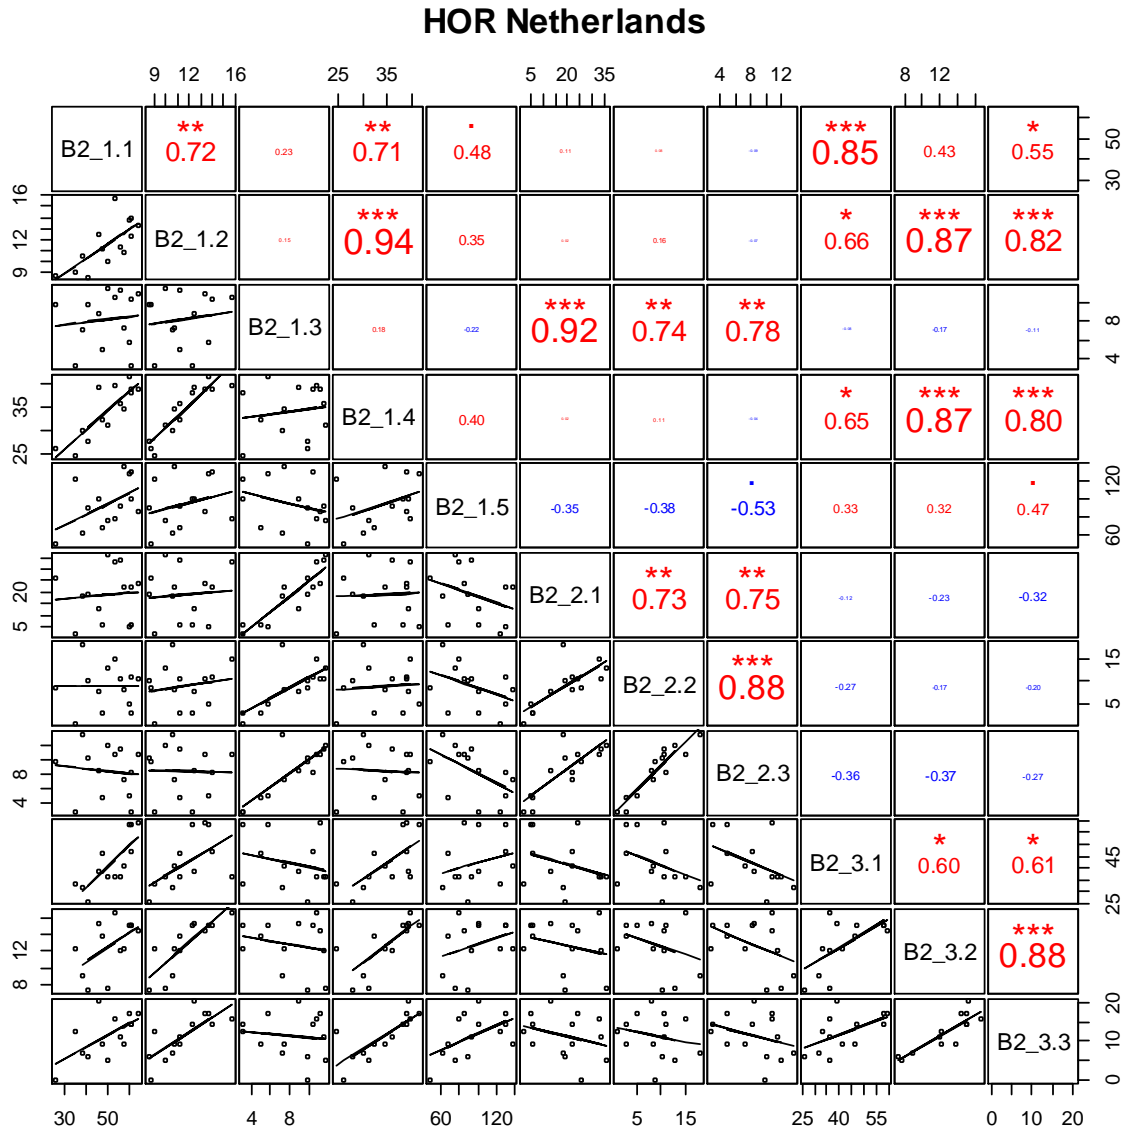 HOR Netherlands
9 12 16 25 35 5 20 35 4 8 12 8 12
** ** . *** *
B2_1.1 0.72 0.23 0.71 0.48 0.11 0.85 0.43 0.55 50
30
16 *** * *** ***
12 B2_1.2 0.15 0.94 0.35 0.16 0.66 0.87 0.82
9
*** ** **
B2_1.3 0.18 -0.22 0.92 0.74 0.78 -0.17 -0.11 8
4
* *** ***
35 B2_1.4 0.40 0.11 0.65 0.87 0.80
25
. . 120
B2_1.5 -0.35 -0.38 -0.53 0.33 0.32 0.47
60
** **
20 B2_2.1 0.73 0.75 -0.12 -0.23 -0.32
5
*** 15
B2_2.2 0.88 -0.27 -0.17 -0.20
5
8 B2_2.3 -0.36 -0.37 -0.27
4
* *
B2_3.1 0.60 0.61 45
25
***
12 B2_3.2 0.88
8
20
B2_3.3 10
0
30 50 4 8 60 120 5 15 25 40 55 0 10 20